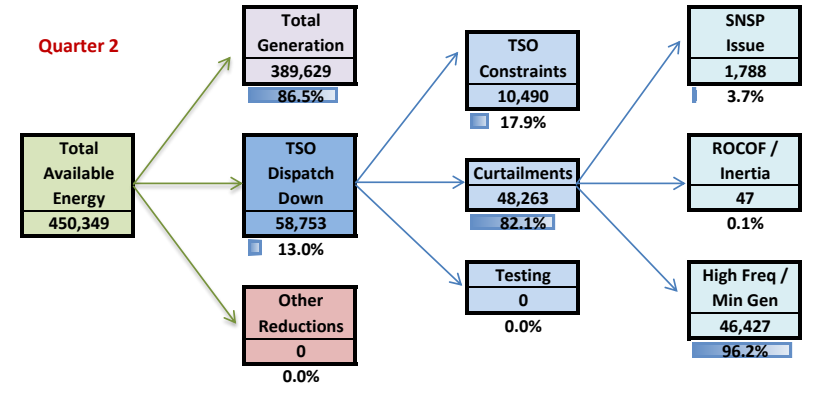 Quarter 2
Total
Available
Energy
450,349
Total
Generation
389,629
86.5%
TSO
Dispatch
Down
58,753
13.0%
Other
Reductions
0
0.0%
TSO
Constraints
10,490
17.9%
Curtailments
48,263
82.1%
Testing
0
0.0%
SNSP
Issue
1,788
3.7%
ROCOF /
Inertia
47
0.1%
High Freq /
Min Gen
46,427
96.2%